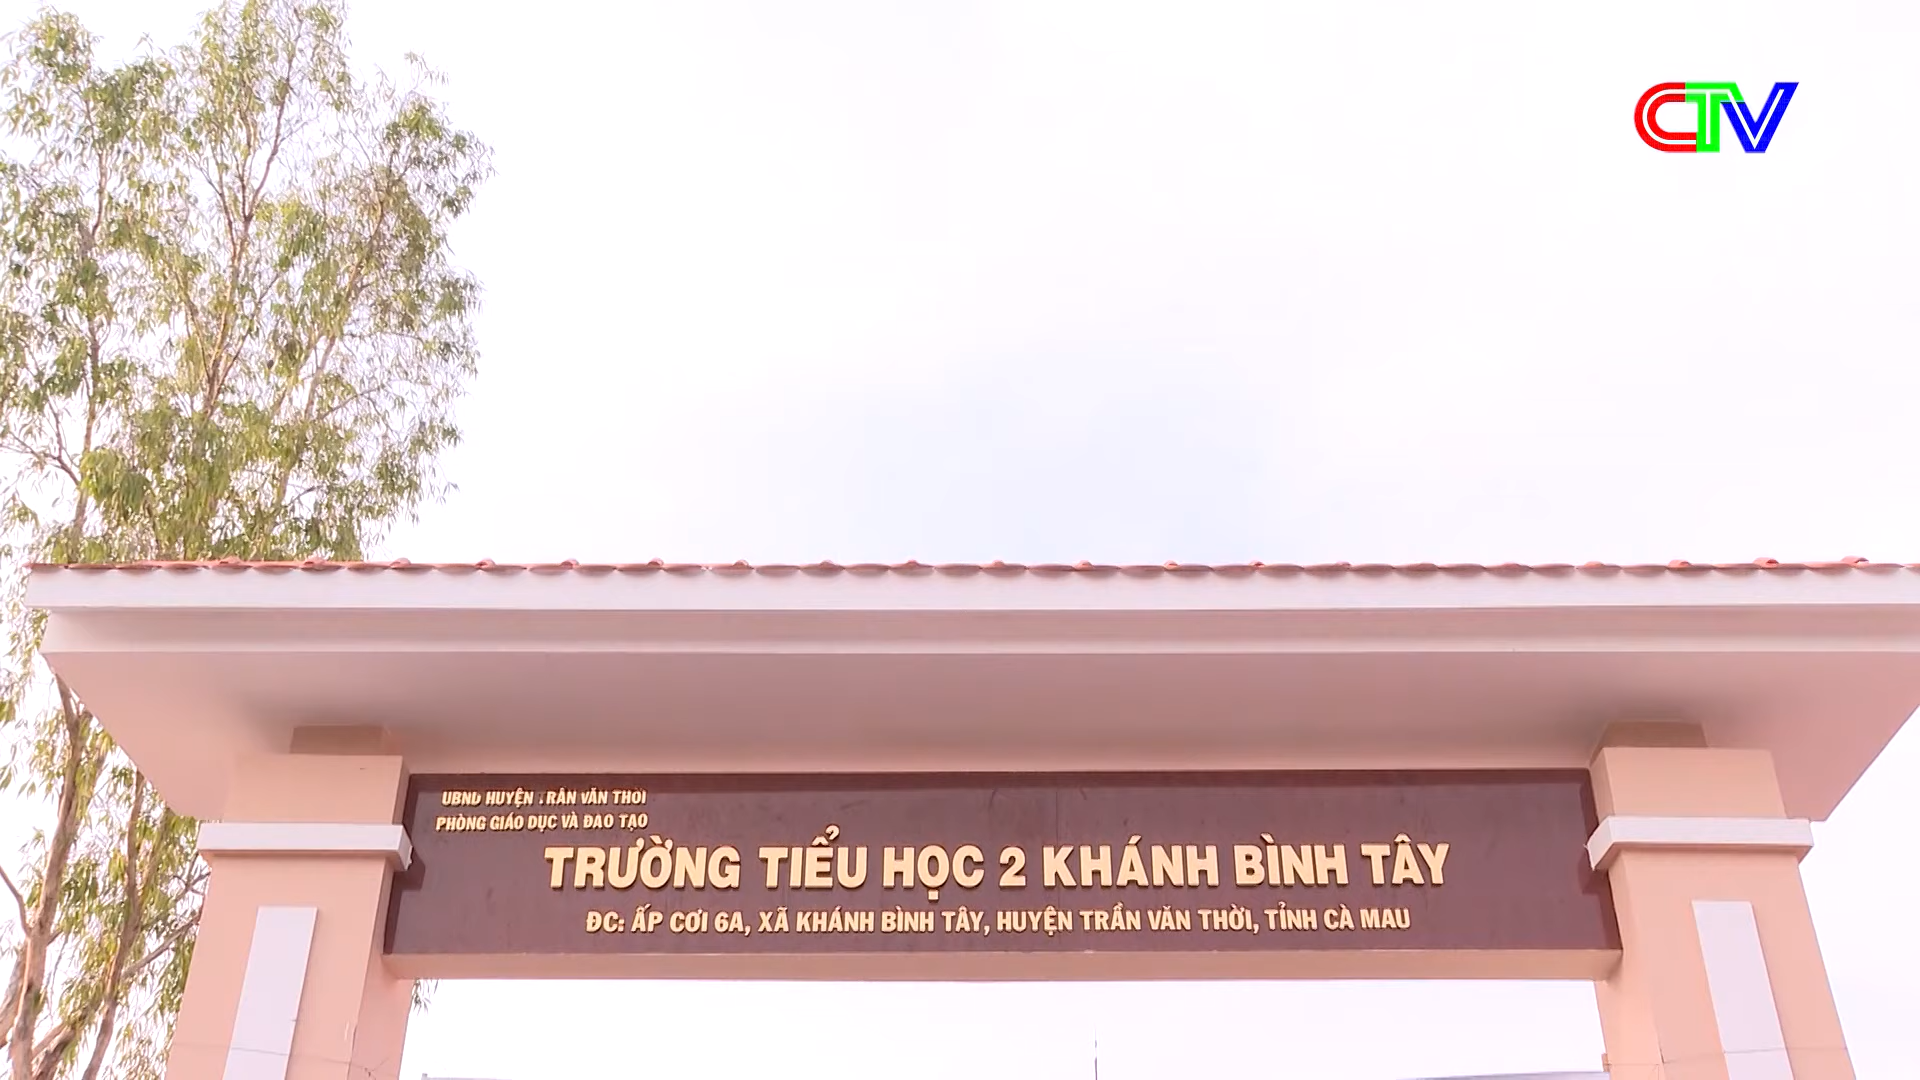 CTV
UBND HUYỆN TRẦN VĂN THỜI
PHÒNG GIÁO DỤC VÀ ĐÀO TẠO
TRƯỜNG TIỂU HỌC 2 KHÁNH BÌNH TÂY
ĐC: ẤP CƠI 6A, XÃ KHÁNH BÌNH TÂY, HUYỆN TRẦN VĂN THỜI, TỈNH CÀ MAU